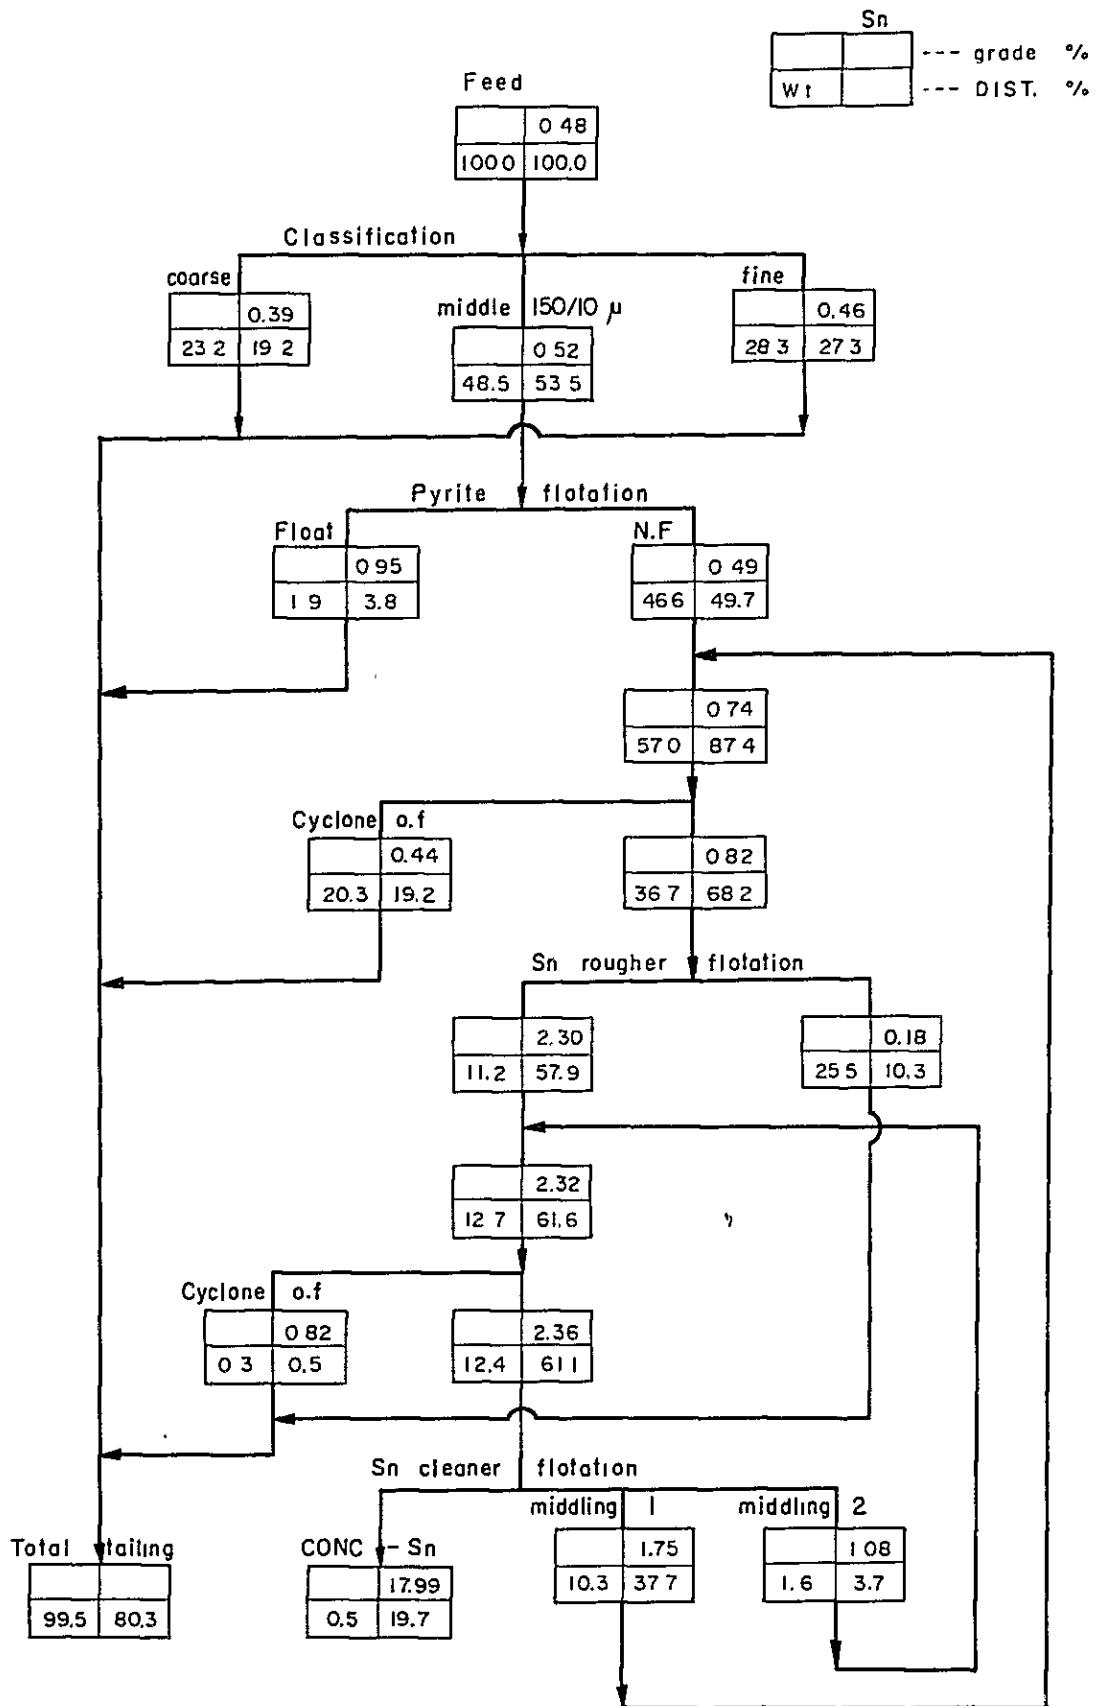 Sn
--- grade %
Wt --- DIST. %
Feed
0 48
100 0 100.0
Classification
coarse
0.39
23 2 19 2
middle 150/10 µ
0 52
48.5 53 5
fine
0.46
28 3 27 3
Pyrite flotation
Float
0 95
1 9 3.8
N.F
0 49
46 6 49.7
0 74
57 0 87 4
Cyclone o.f
0.44
20.3 19.2
0 82
36 7 68 2
Sn rougher flotation
2.30
11.2 57.9
0.18
25 5 10.3
2.32
12 7 61.6
Cyclone o.f
0 82
0 3 0.5
2.36
12.4 61 1
Sn cleaner flotation
Total tailing
99.5 80.3
CONC - Sn
17.99
0.5 19.7
middling 1
1.75
10.3 37 7
middling 2
1 08
1.6 3.7